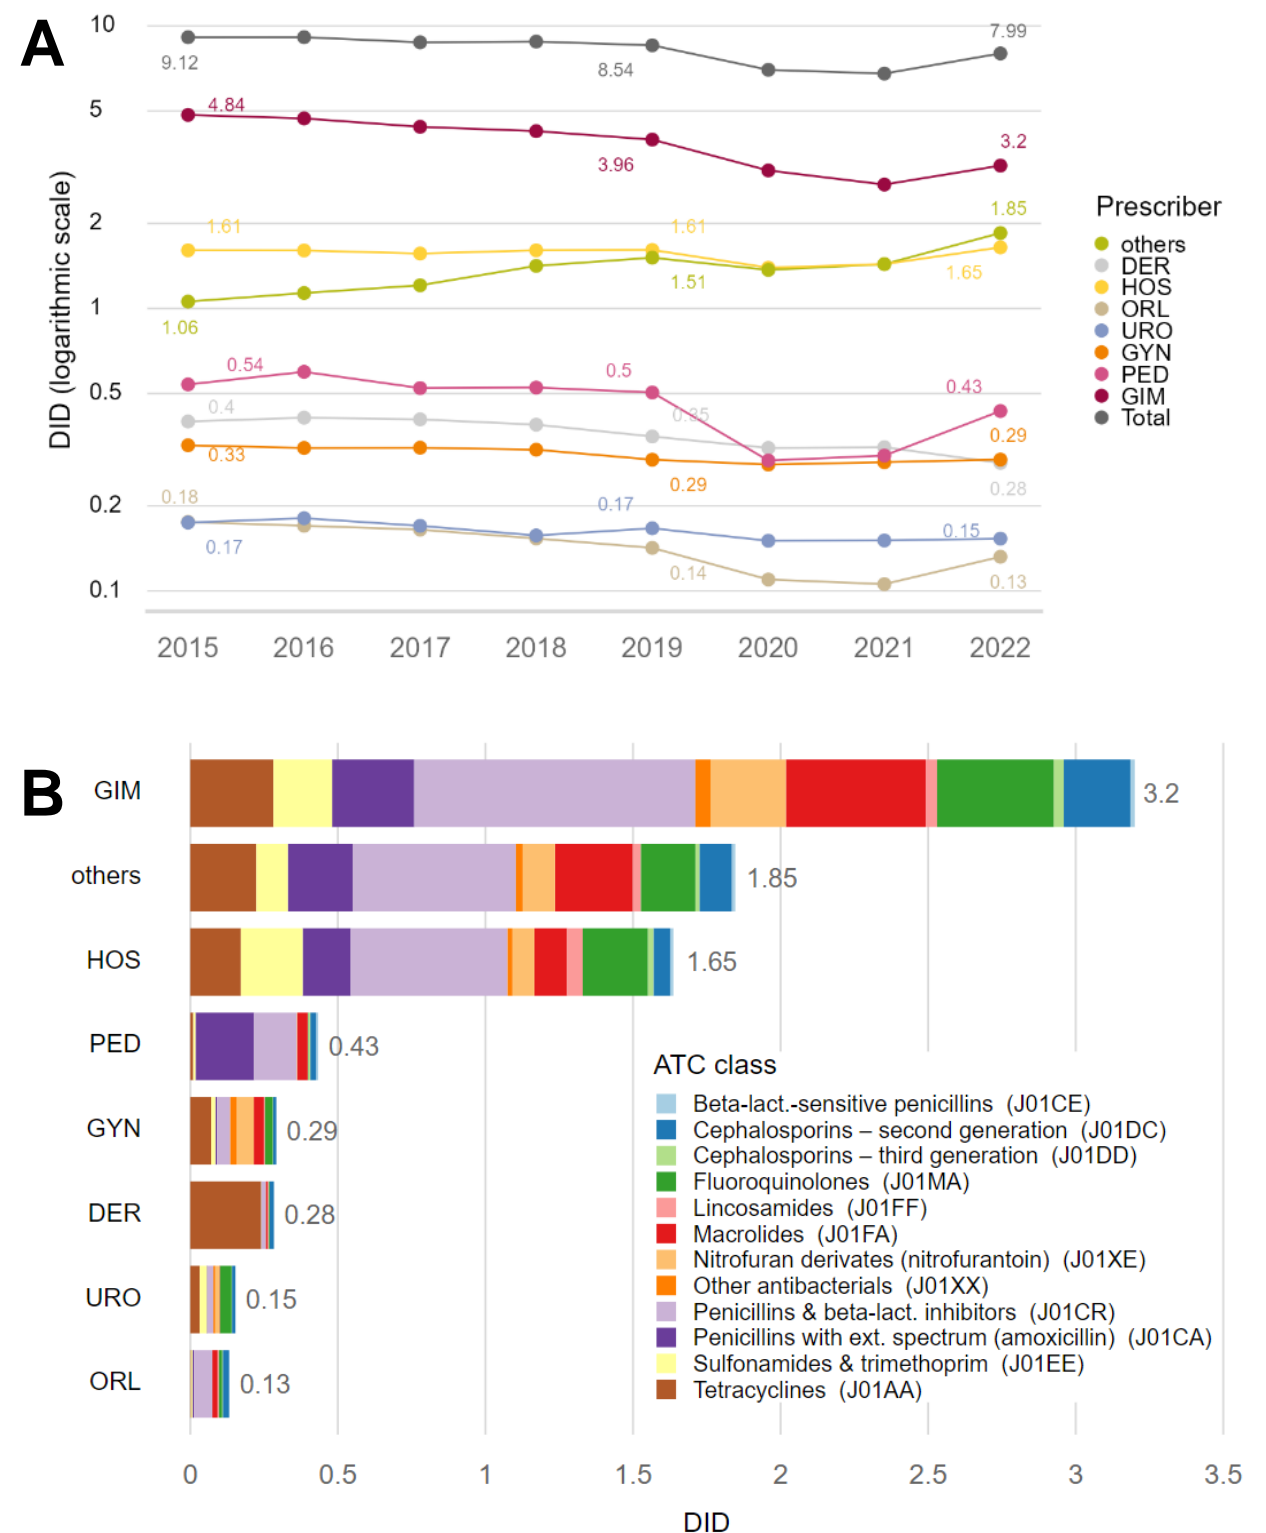 A
10
5
2
1
0.5
0.2
0.1
DID (logarithmic scale)
9.12
8.54
7.99
4.84
3.96
3.2
1.61
1.61
1.85
1.51
1.65
1.06
0.54
0.5
0.43
0.4
0.35
0.33
0.29
0.29
0.28
0.18
0.17
0.17
0.15
0.14
0.13
2015 2016 2017 2018 2019 2020 2021 2022
Prescriber
others
DER
HOS
ORL
URO
GYN
PED
GIM
Total
B
GIM 3.2
others 1.85
HOS 1.65
PED 0.43
GYN 0.29
DER 0.28
URO 0.15
ORL 0.13
ATC class
Beta-lact.-sensitive penicillins (J01CE)
Cephalosporins – second generation (J01DC)
Cephalosporins – third generation (J01DD)
Fluoroquinolones (J01MA)
Lincosamides (J01FF)
Macrolides (J01FA)
Nitrofuran derivates (nitrofurantoin) (J01XE)
Other antibacterials (J01XX)
Penicillins & beta-lact. inhibitors (J01CR)
Penicillins with ext. spectrum (amoxicillin) (J01CA)
Sulfonamides & trimethoprim (J01EE)
Tetracyclines (J01AA)
0 0.5 1 1.5 2 2.5 3 3.5
DID